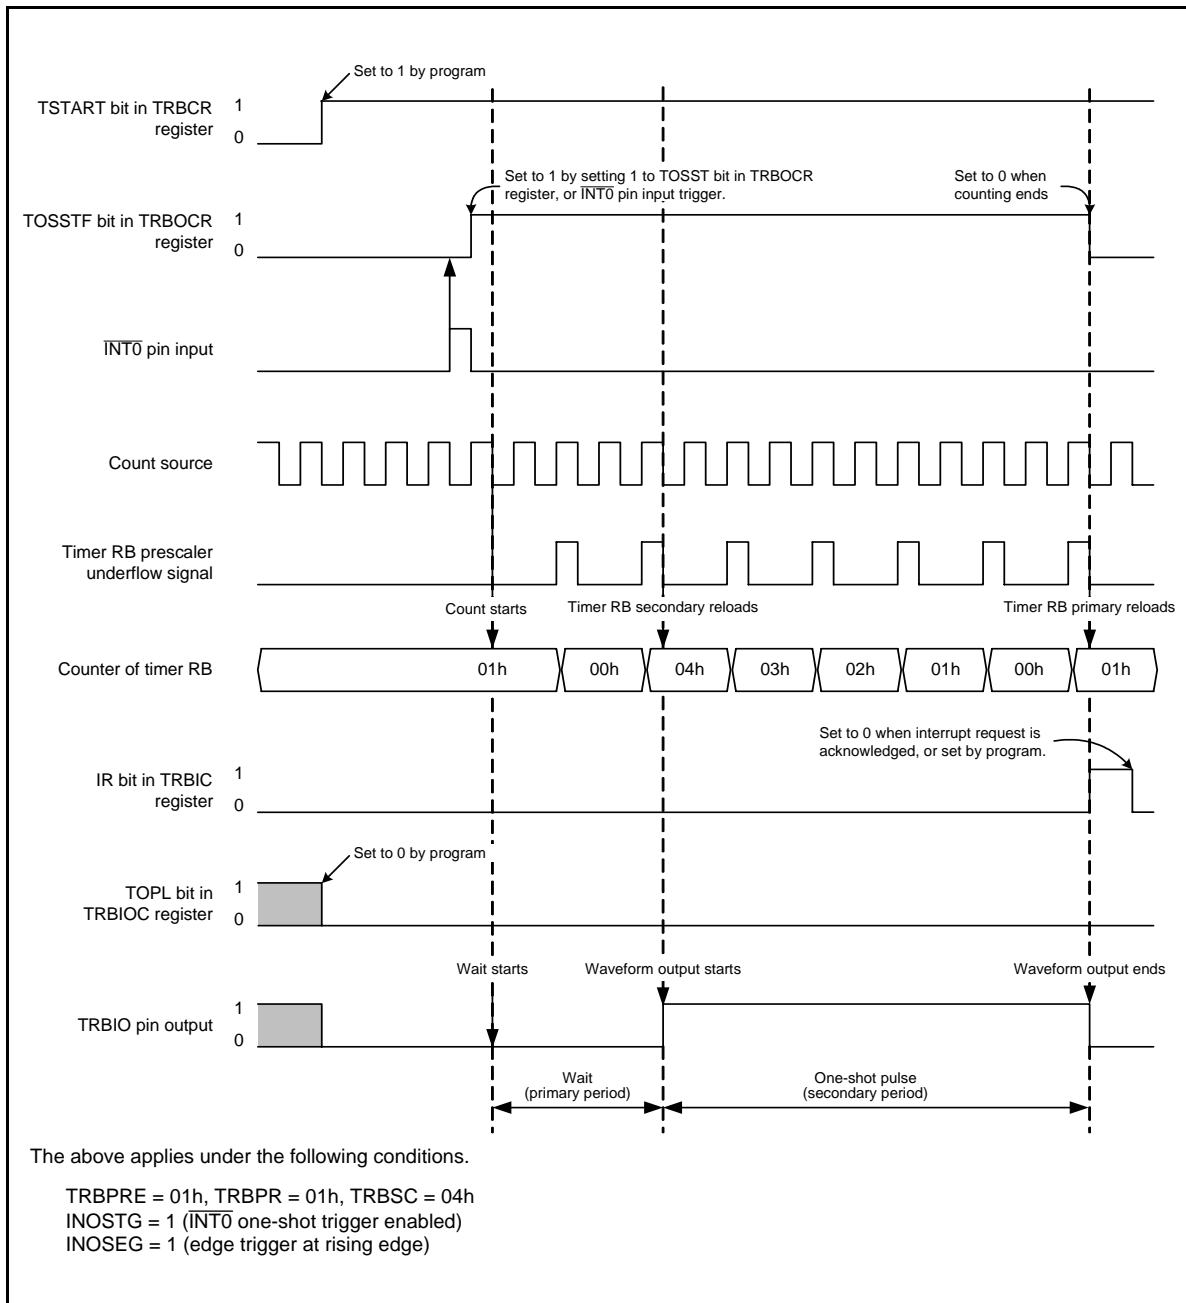 Set to 1 by program
TSTART bit in TRBCR
register
1
0
Set to 1 by setting 1 to TOSST bit in TRBOCR
register, or INT0 pin input trigger.
Set to 0 when
counting ends
TOSSTF bit in TRBOCR
register
1
0
INT0 pin input
Count source
Timer RB prescaler
underflow signal
Count starts
Timer RB secondary reloads
Timer RB primary reloads
Counter of timer RB
01h
00h
04h
03h
02h
01h
00h
01h
Set to 0 when interrupt request is
acknowledged, or set by program.
IR bit in TRBIC
register
1
0
Set to 0 by program
TOPL bit in
TRBIOC register
1
0
Wait starts
Waveform output starts
Waveform output ends
TRBIO pin output
1
0
Wait
(primary period)
One-shot pulse
(secondary period)
The above applies under the following conditions.
TRBPRE = 01h, TRBPR = 01h, TRBSC = 04h
INOSTG = 1 (INT0 one-shot trigger enabled)
INOSEG = 1 (edge trigger at rising edge)